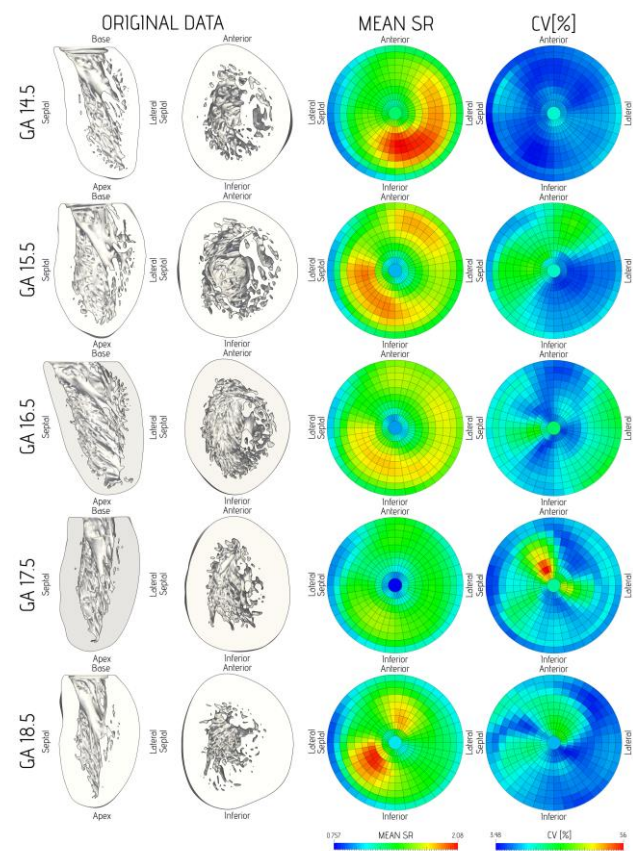 ORIGINAL DATA MEAN SR CV[%]
Base Anterior Anterior Anterior
GA 14.5 Septal Lateral Septal Lateral Septal Lateral Septal Lateral
Apex Inferior Inferior Inferior
Base Anterior Anterior Anterior
GA 15.5 Septal Lateral Septal Lateral Septal Lateral Septal Lateral
Apex Inferior Inferior Inferior
Base Anterior Anterior Anterior
GA 16.5 Septal Lateral Septal Lateral Septal Lateral Septal Lateral
Apex Inferior Inferior Inferior
Base Anterior Anterior Anterior
GA 17.5 Septal Lateral Septal Lateral Septal Lateral Septal Lateral
Apex Inferior Inferior Inferior
Base Anterior Anterior Anterior
GA 18.5 Septal Lateral Septal Lateral Septal Lateral Septal Lateral
Apex Inferior Inferior Inferior
0.757 MEAN SR 2.08 3.98 CV [%] 36